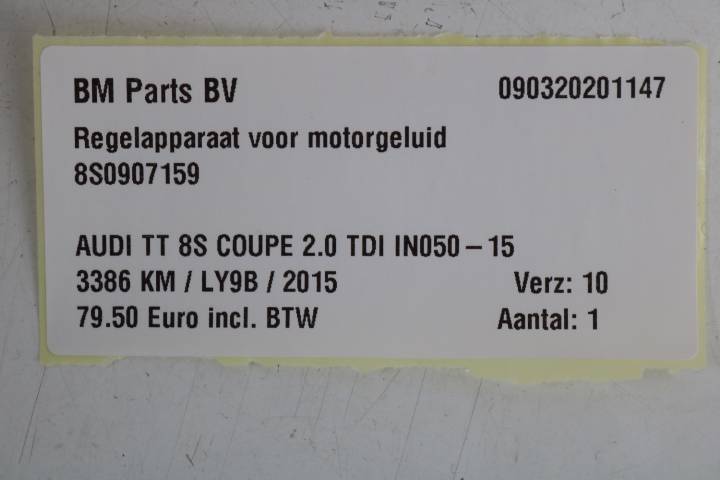 BM Parts BV 090320201147
Regelapparaat voor motorgeluid
8S0907159
AUDI TT 8S COUPE 2.0 TDI IN050 – 15
3386 KM / LY9B / 2015 Verz: 10
79.50 Euro incl. BTW Aantal: 1